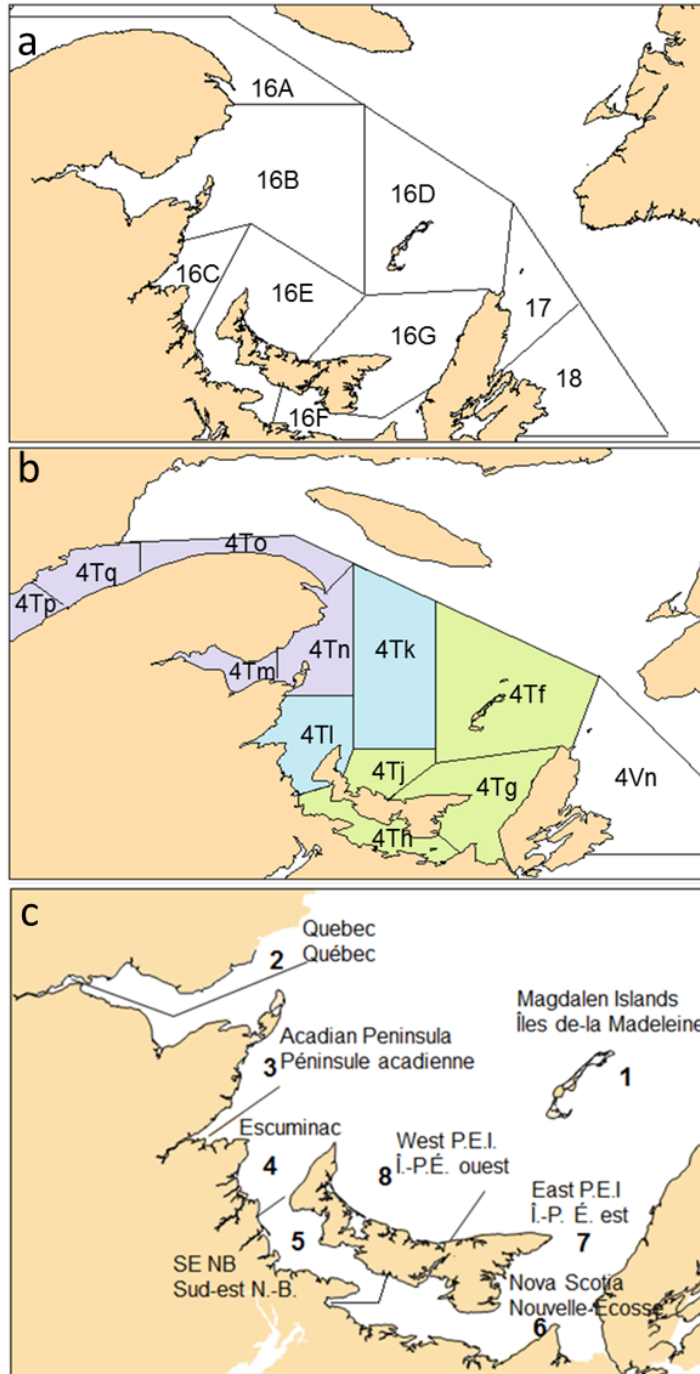 a
16A
16B
16D
16C
16E
17
16G
18
16F
b
4To
4Tq
4Tp
4Tn
4Tk
4Tm
4Tf
4Tl
4Tj
4Tg
4Vn
4Th
c
Quebec
2 Québec
Magdalen Islands
Îles de-la Madeleine
1
Acadian Peninsula
3 Péninsule acadienne
Escuminac
4
West P.E.I.
8 Î.-P.É. ouest
East P.E.I
Î.-P. É. est
7
5
SE NB
Sud-est N.-B.
Nova Scotia
Nouvelle-Ecosse
6